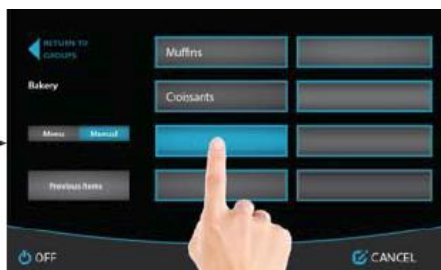 RETURN TO
GROUPS
Muffins
Bakery
Croissants
Menu
Manual
Previous Items
OFF
CANCEL